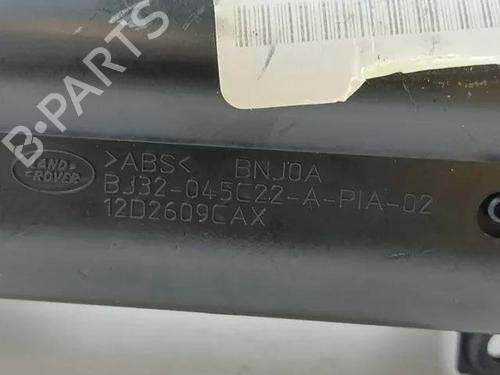 B-PARTS
LAND ROVER
>ABS< BNJ0A
BJ32-045C22-A-PIA-02
12D2609CAX